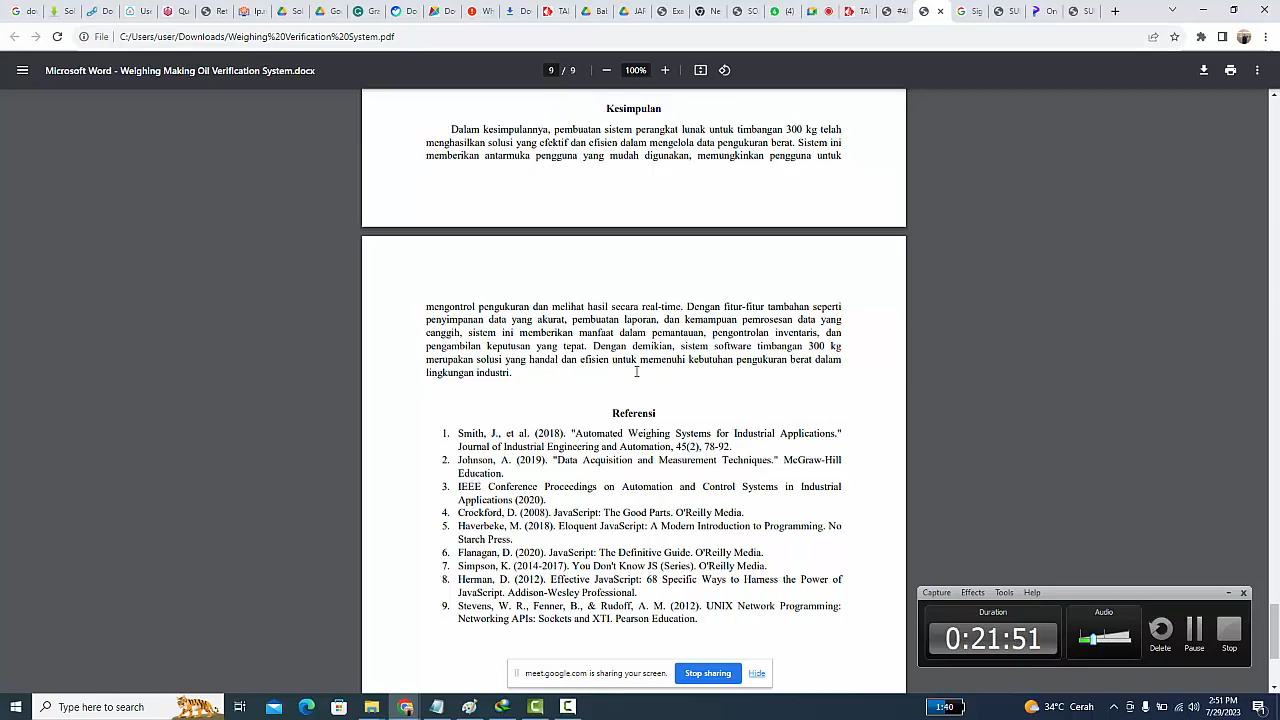 File
C:/Users/user/Downloads/Weighing%20Verification%20System.pdf
Microsoft Word - Weighing Making Oil Verification System.docx
9 / 9
100%
Kesimpulan
Dalam kesimpulannya, pembuatan sistem perangkat lunak untuk timbangan 300 kg telah
menghasilkan solusi yang efektif dan efisien dalam mengelola data pengukuran berat. Sistem ini
memberikan antarmuka pengguna yang mudah digunakan, memungkinkan pengguna untuk
mengontrol pengukuran dan melihat hasil secara real-time. Dengan fitur-fitur tambahan seperti
penyimpanan data yang akurat, pembuatan laporan, dan kemampuan pemrosesan data yang
canggih, sistem ini memberikan manfaat dalam pemantauan, pengontrolan inventaris, dan
pengambilan keputusan yang tepat. Dengan demikian, sistem software timbangan 300 kg
merupakan solusi yang handal dan efisien untuk memenuhi kebutuhan pengukuran berat dalam
lingkungan industri.
Referensi
1. Smith, J., et al. (2018). "Automated Weighing Systems for Industrial Applications."
Journal of Industrial Engineering and Automation, 45(2), 78-92.
2. Johnson, A. (2019). "Data Acquisition and Measurement Techniques." McGraw-Hill
Education.
3. IEEE Conference Proceedings on Automation and Control Systems in Industrial
Applications (2020).
4. Crockford, D. (2008). JavaScript: The Good Parts. O'Reilly Media.
5. Haverbeke, M. (2018). Eloquent JavaScript: A Modern Introduction to Programming. No
Starch Press.
6. Flanagan, D. (2020). JavaScript: The Definitive Guide. O'Reilly Media.
7. Simpson, K. (2014-2017). You Don't Know JS (Series). O'Reilly Media.
8. Herman, D. (2012). Effective JavaScript: 68 Specific Ways to Harness the Power of
JavaScript. Addison-Wesley Professional.
9. Stevens, W. R., Fenner, B., & Rudoff, A. M. (2012). UNIX Network Programming:
Networking APIs: Sockets and XTI. Pearson Education.
Capture Effects Tools Help
Duration
0:21:51
Audio
Delete Pause Stop
meet.google.com is sharing your screen.
Stop sharing
Hide
Type here to search
1:40
34°C Cerah
2:51 PM
7/29/2023